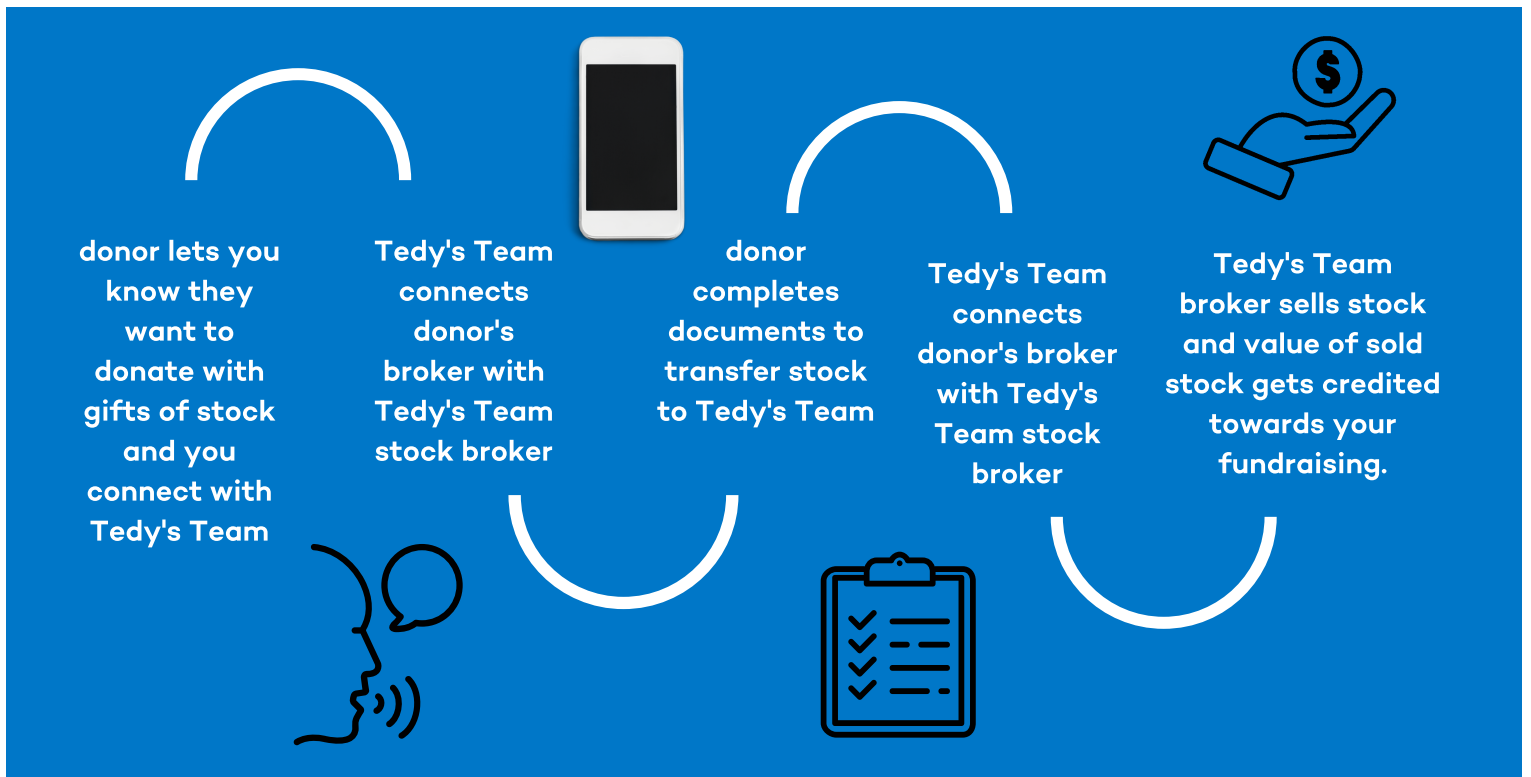 donor lets you
know they
want to
donate with
gifts of stock
and you
connect with
Tedy's Team
Tedy's Team
connects
donor's
broker with
Tedy's Team
stock broker
donor
completes
documents to
transfer stock
to Tedy's Team
Tedy's Team
connects
donor's broker
with Tedy's
Team stock
broker
Tedy's Team
broker sells stock
and value of sold
stock gets credited
towards your
fundraising.
$